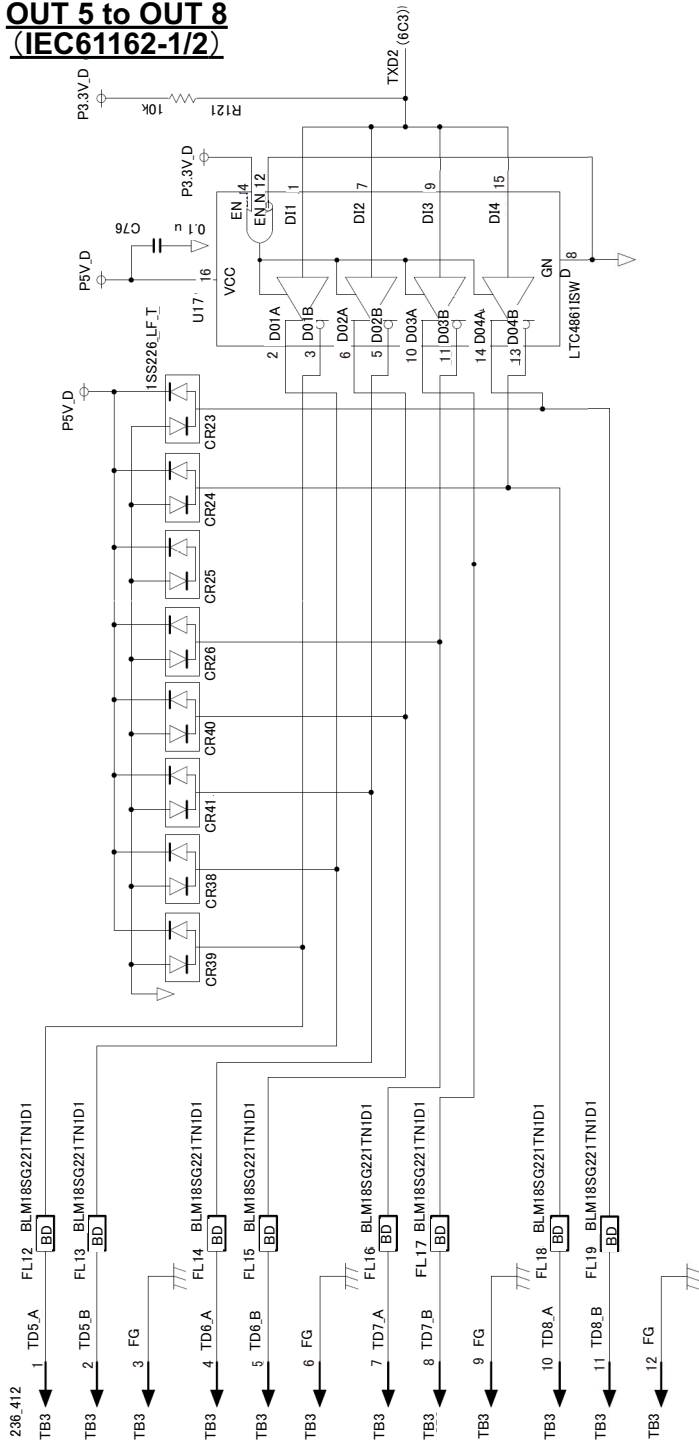 OUT 5 to OUT 8
(IEC61162-1/2)
TXD2 (6C3)
P3.3V_D
10k
R121
P3.3V_D
C76
0.1 u
P5V_D
16
VCC
U17
EN 14
EN N 12
DI1 1
DI2 7
DI3 9
DI4 15
GN
D 8
LTC4861ISW
2 D01A
3 D01B
6 D02A
5 D02B
10 D03A
11 D03B
14 D04A
13 D04B
1SS226_LF_T
P5V_D
CR23
CR24
CR25
CR26
CR40
CR41
CR38
CR39
236_412
TB3 1 TD5_A FL12 BD BLM18SG221TN1D1
TB3 2 TD5_B FL13 BD BLM18SG221TN1D1
TB3 3 FG
TB3 4 TD6_A FL14 BD BLM18SG221TN1D1
TB3 5 TD6_B FL15 BD BLM18SG221TN1D1
TB3 6 FG
TB3 7 TD7_A FL16 BD BLM18SG221TN1D1
TB3 8 TD7_B FL17 BD BLM18SG221TN1D1
TB3 9 FG
TB3 10 TD8_A FL18 BD BLM18SG221TN1D1
TB3 11 TD8_B FL19 BD BLM18SG221TN1D1
TB3 12 FG